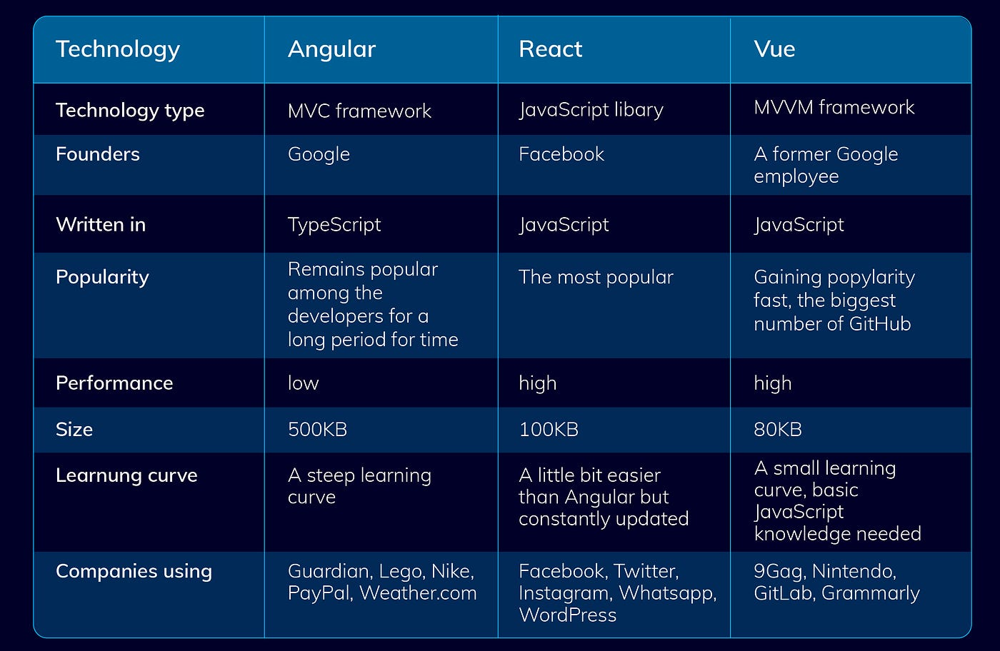 Technology
Angular
React
Vue
Technology type
MVC framework
JavaScript libary
MVVM framework
Founders
Google
Facebook
A former Google
employee
Written in
TypeScript
JavaScript
JavaScript
Popularity
Remains popular
among the
developers for a
long period for time
The most popular
Gaining popylarity
fast, the biggest
number of GitHub
Performance
low
high
high
Size
500KB
100KB
80KB
Learnung curve
A steep learning
curve
A little bit easier
than Angular but
constantly updated
A small learning
curve, basic
JavaScript
knowledge needed
Companies using
Guardian, Lego, Nike,
PayPal, Weather.com
Facebook, Twitter,
Instagram, Whatsapp,
WordPress
9Gag, Nintendo,
GitLab, Grammarly